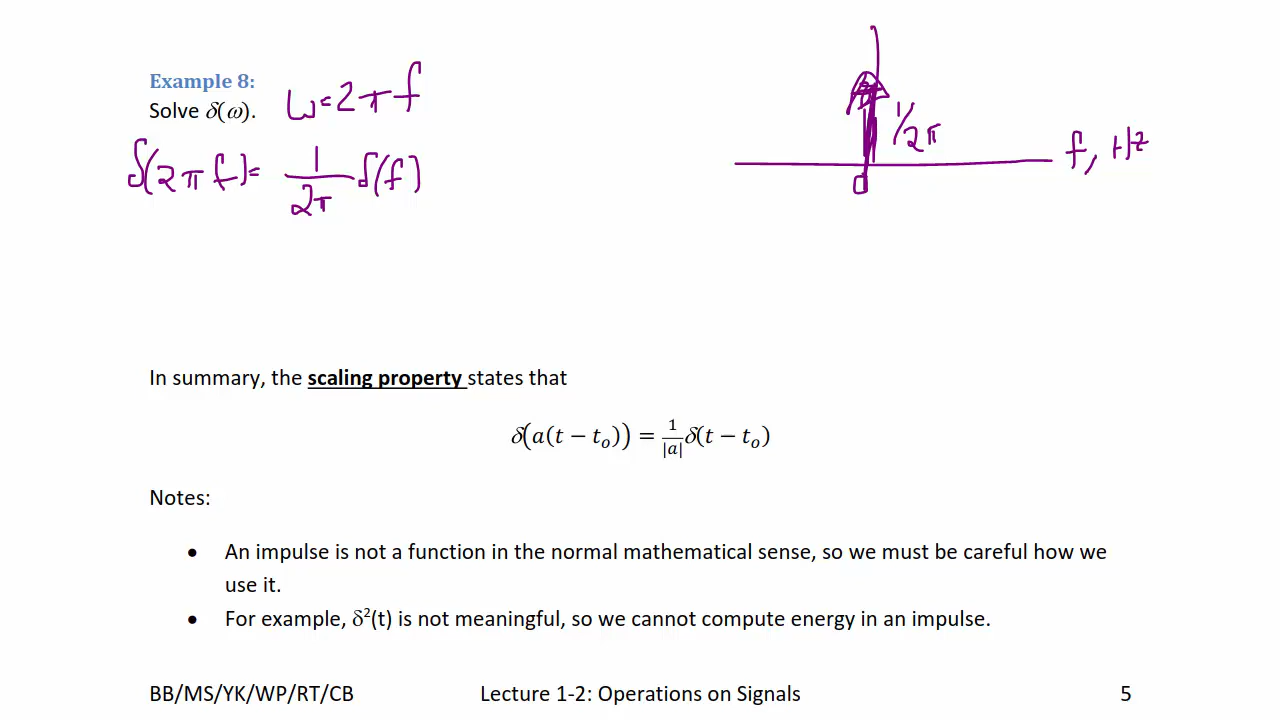 Example 8:
Solve δ(ω).
ω=2πf
δ(2πf)= 1/2π δ(f)
1/2π
f, Hz
0
In summary, the scaling property states that
δ(a(t − tₒ)) = 1/|a| δ(t − tₒ)
Notes:
• An impulse is not a function in the normal mathematical sense, so we must be careful how we
use it.
• For example, δ²(t) is not meaningful, so we cannot compute energy in an impulse.
BB/MS/YK/WP/RT/CB Lecture 1-2: Operations on Signals 5